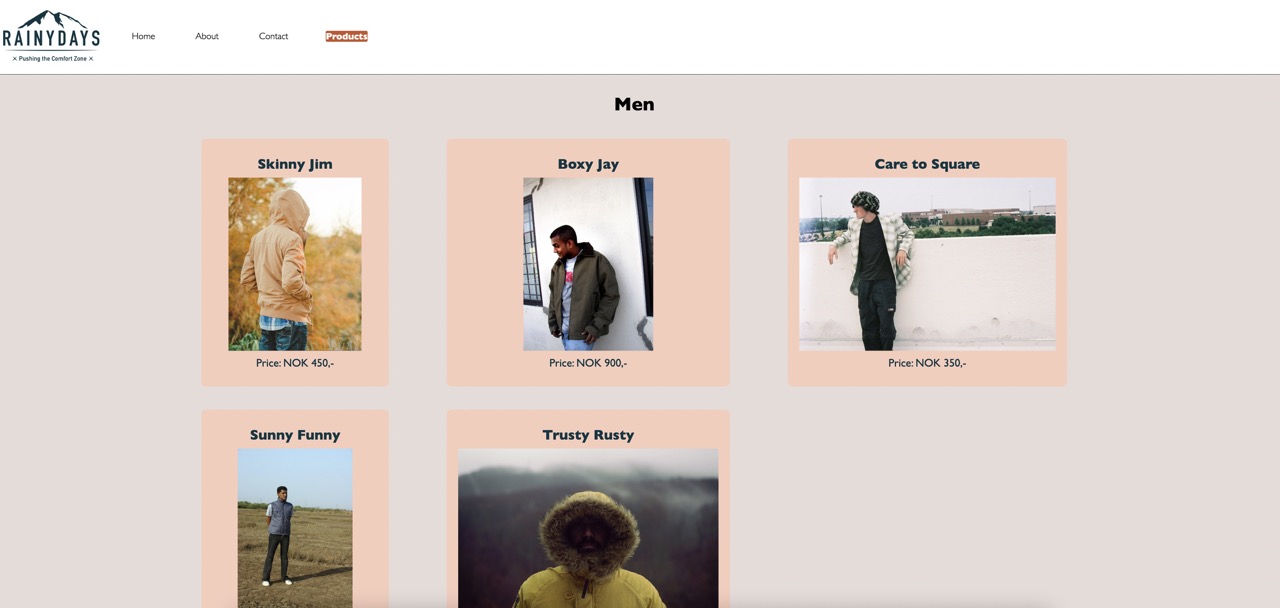 RAINYDAYS
× Pushing the Comfort Zone ×
Home
About
Contact
Products
Men
Skinny Jim
Price: NOK 450,-
Boxy Jay
Price: NOK 900,-
Care to Square
Price: NOK 350,-
Sunny Funny
Trusty Rusty